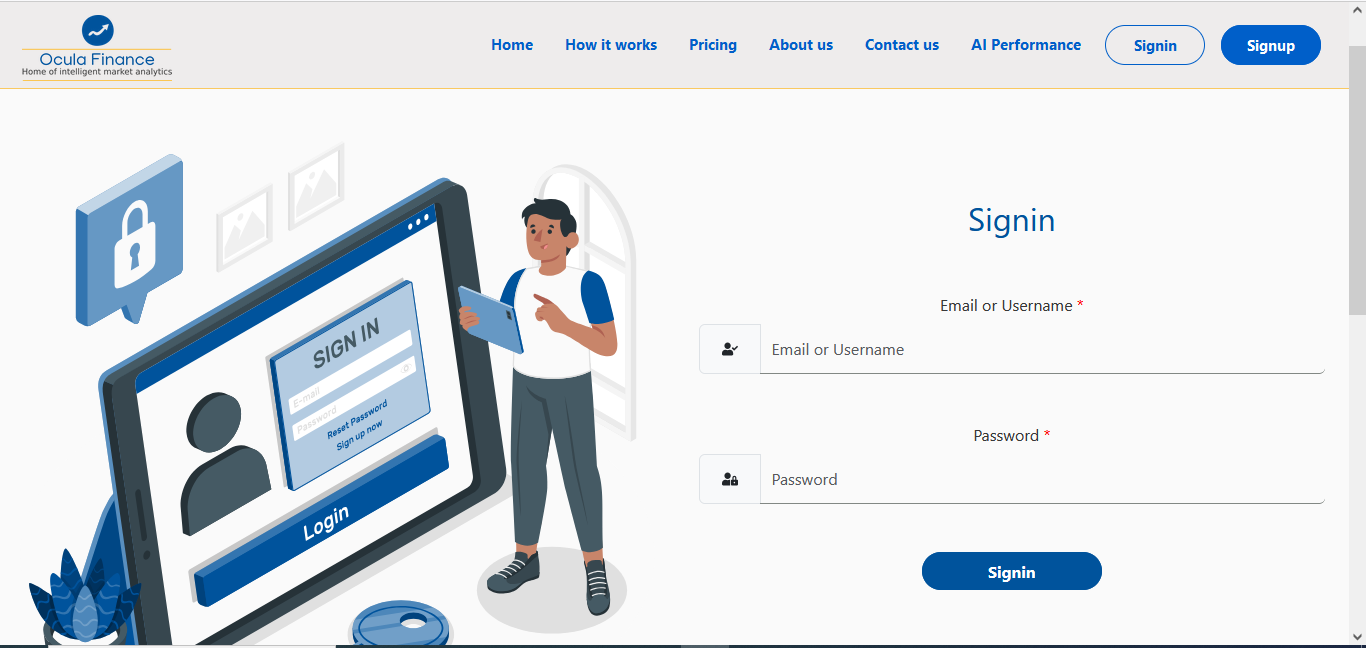 Ocula Finance
Home of intelligent market analytics
Home How it works Pricing About us Contact us AI Performance Signin Signup
SIGN IN
E-mail
Password
Reset Password
Sign up now
Login
Signin
Email or Username *
Email or Username
Password *
Password
Signin